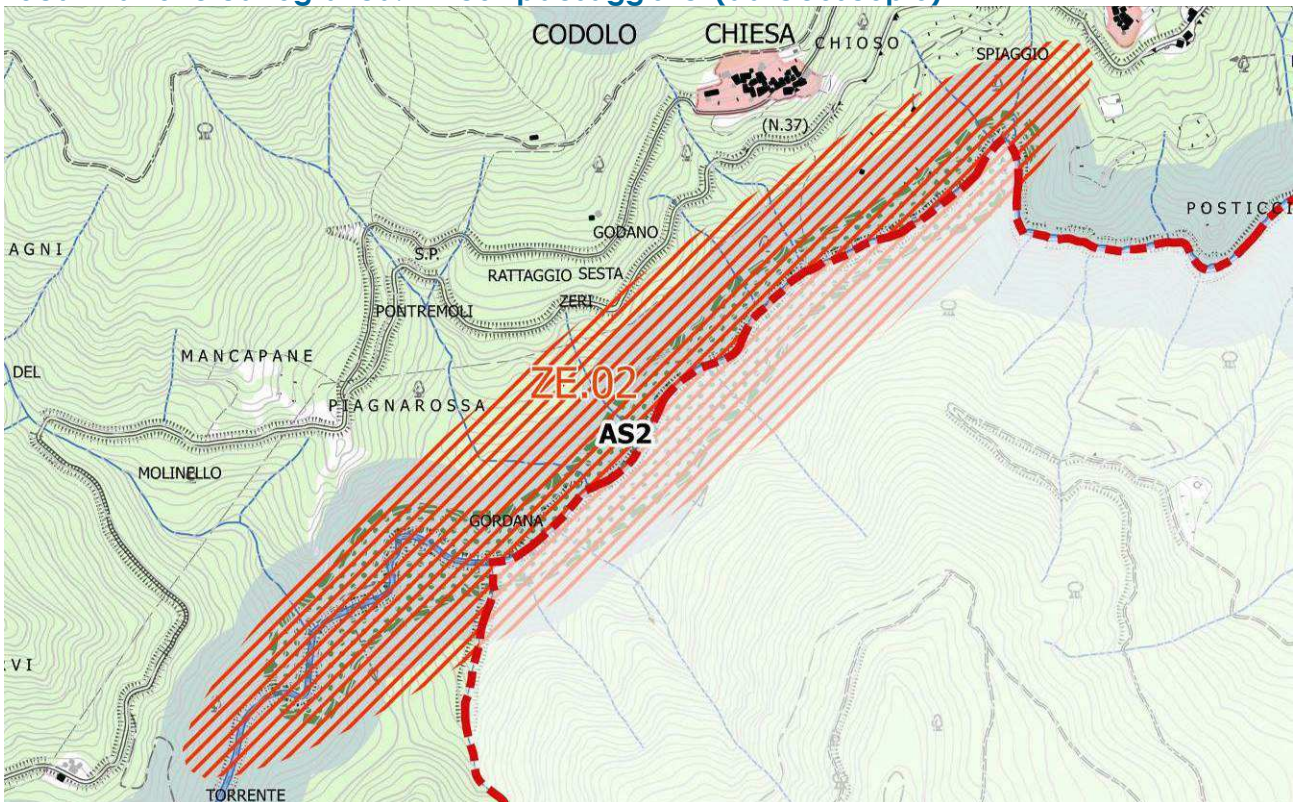 CODOLO
CHIESA
CHIOSO
SPIAGGIO
(N.37)
POSTICCI
AGNI
GODANO
S.P.
RATTAGGIO SESTA
ZERI
PONTREMOLI
MANCAPANE
DEL
PIAGNAROSSA
ZE.02
AS2
MOLINELLO
GORDANA
VI
TORRENTE